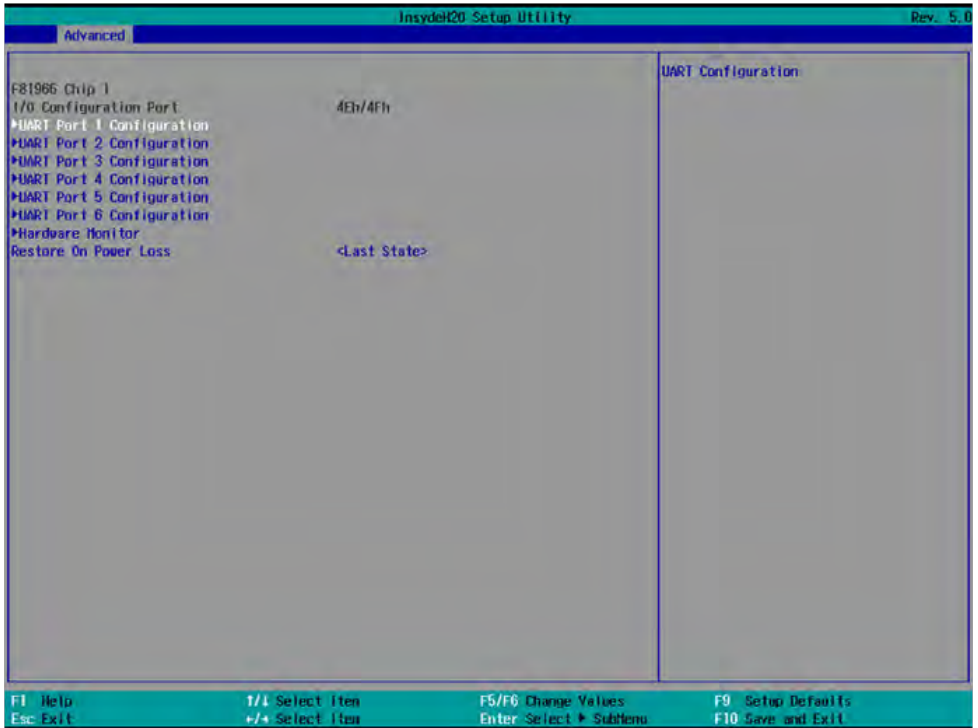 InsydeH20 Setup Utility Rev. 5.0
Advanced
F81966 Chip 1
I/O Configuration Port 4Eh/4Fh
▶UART Port 1 Configuration
▶UART Port 2 Configuration
▶UART Port 3 Configuration
▶UART Port 4 Configuration
▶UART Port 5 Configuration
▶UART Port 6 Configuration
▶Hardware Monitor
Restore On Power Loss <Last State>
UART Configuration
F1 Help ↑/↓ Select Item F5/F6 Change Values F9 Setup Defaults
Esc Exit ←/→ Select Item Enter Select ▶ SubMenu F10 Save and Exit